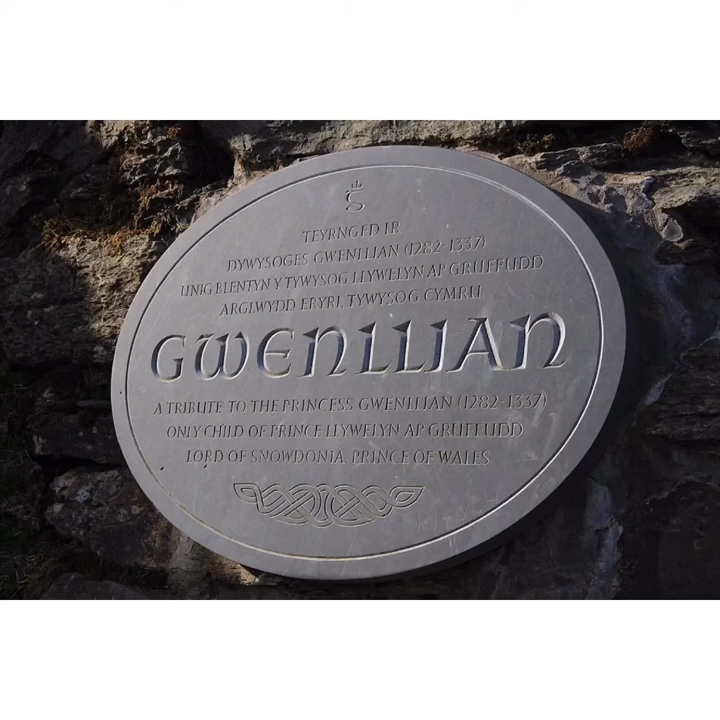 TEYRNGED I'R
DYWYSOGES GWENLLIAN (1282-1337)
UNIG BLENTYN Y TYWYSOG LLYWELYN AP GRUFFUDD
ARGLWYDD ERYRI, TYWYSOG CYMRU
GWENLLIAN
A TRIBUTE TO THE PRINCESS GWENLLIAN (1282-1337)
ONLY CHILD OF PRINCE LLYWELYN AP GRUFFUDD
LORD OF SNOWDONIA, PRINCE OF WALES